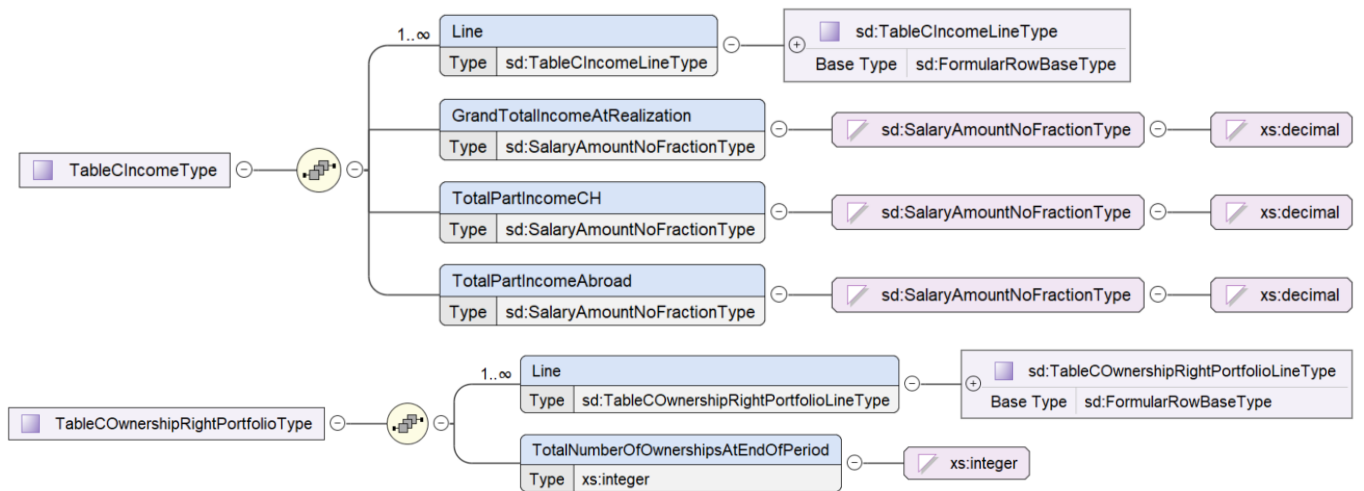 1..∞
Line
Type sd:TableCIncomeLineType
sd:TableCIncomeLineType
Base Type sd:FormularRowBaseType
GrandTotalIncomeAtRealization
Type sd:SalaryAmountNoFractionType
sd:SalaryAmountNoFractionType
xs:decimal
TableCIncomeType
TotalPartIncomeCH
Type sd:SalaryAmountNoFractionType
sd:SalaryAmountNoFractionType
xs:decimal
TotalPartIncomeAbroad
Type sd:SalaryAmountNoFractionType
sd:SalaryAmountNoFractionType
xs:decimal
1..∞
Line
Type sd:TableCOwnershipRightPortfolioLineType
sd:TableCOwnershipRightPortfolioLineType
Base Type sd:FormularRowBaseType
TableCOwnershipRightPortfolioType
TotalNumberOfOwnershipsAtEndOfPeriod
Type xs:integer
xs:integer